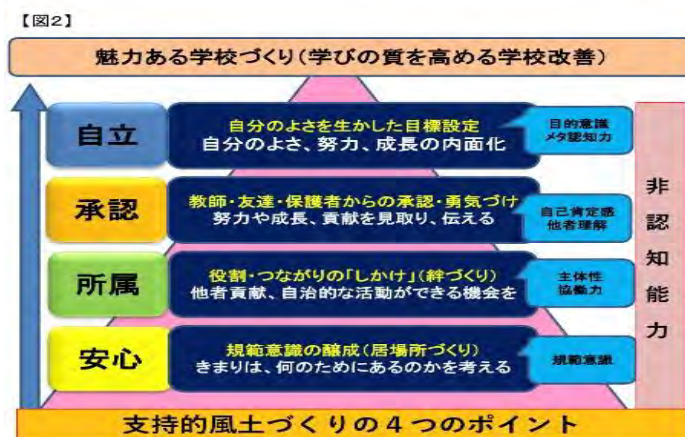 【図2】
魅力ある学校づくり(学びの質を高める学校改善)
自立
自分のよさを生かした目標設定
自分のよさ、努力、成長の内面化
目的意識
メタ認知力
承認
教師・友達・保護者からの承認・勇気づけ
努力や成長、貢献を見取り、伝える
自己肯定感
他者理解
所属
役割・つながりの「しかけ」(絆づくり)
他者貢献、自治的な活動ができる機会を
主体性
協働力
安心
規範意識の醸成(居場所づくり)
きまりは、何のためにあるのかを考える
規範意識
非認知能力
支持的風土づくりの4つのポイント